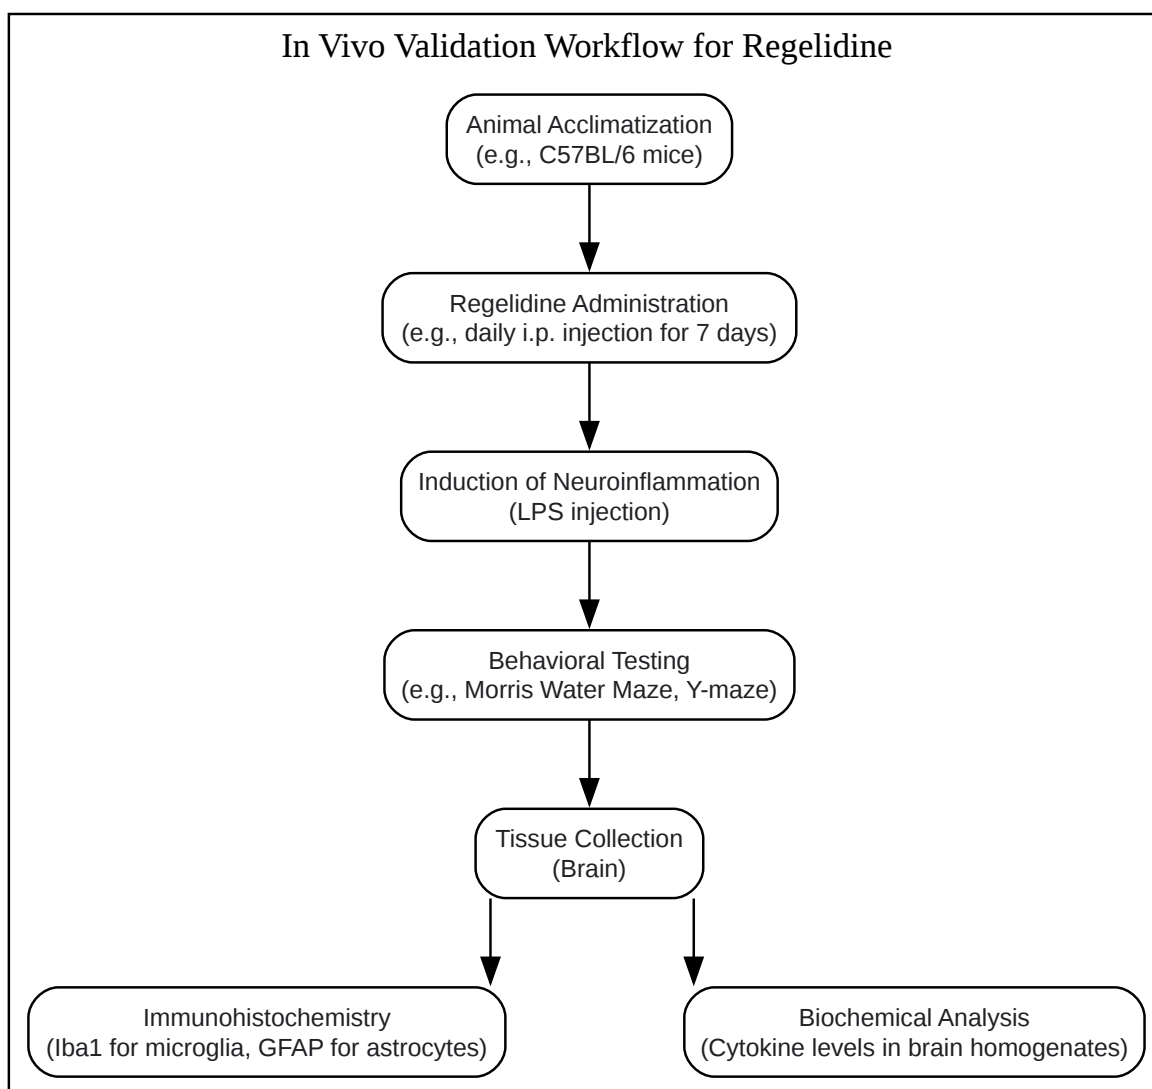 In Vivo Validation Workflow for Regelidine
Animal Acclimatization
(e.g., C57BL/6 mice)
Regelidine Administration
(e.g., daily i.p. injection for 7 days)
Induction of Neuroinflammation
(LPS injection)
Behavioral Testing
(e.g., Morris Water Maze, Y-maze)
Tissue Collection
(Brain)
Immunohistochemistry
(Iba1 for microglia, GFAP for astrocytes)
Biochemical Analysis
(Cytokine levels in brain homogenates)